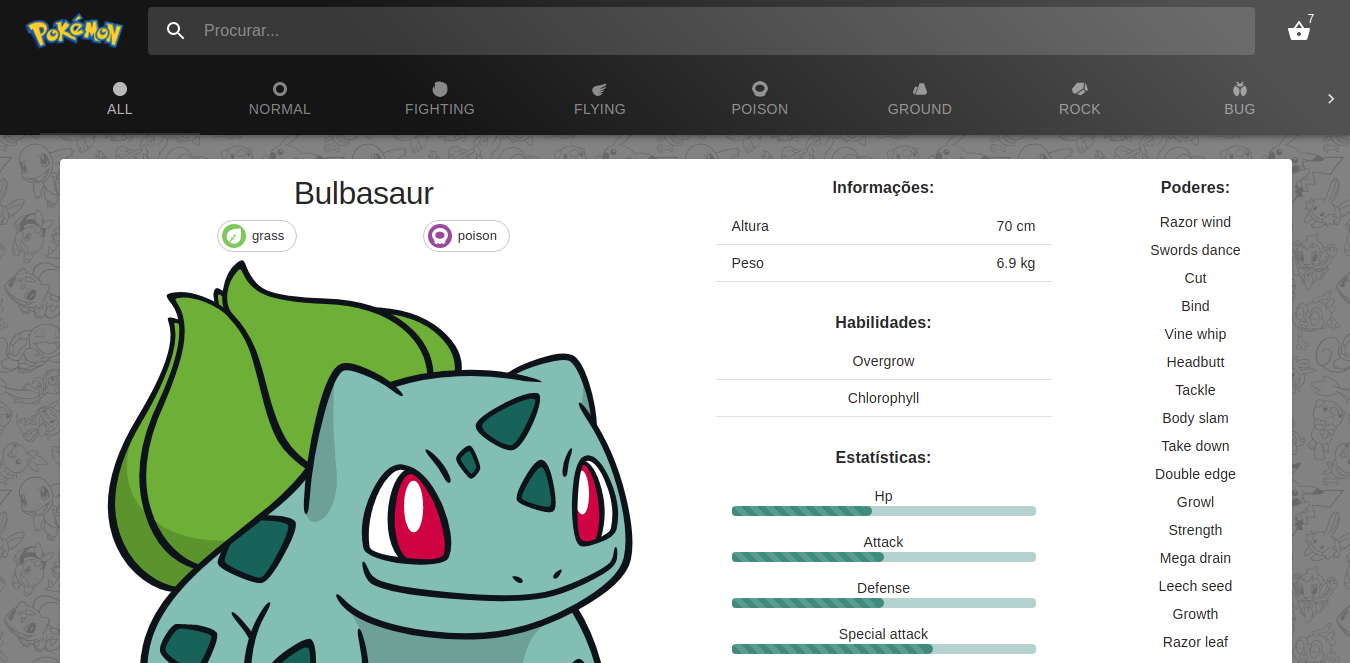 Pokémon
Procurar...
7
ALL
NORMAL
FIGHTING
FLYING
POISON
GROUND
ROCK
BUG
Bulbasaur
grass
poison
Informações:
Altura 70 cm
Peso 6.9 kg
Habilidades:
Overgrow
Chlorophyll
Estatísticas:
Hp
Attack
Defense
Special attack
Poderes:
Razor wind
Swords dance
Cut
Bind
Vine whip
Headbutt
Tackle
Body slam
Take down
Double edge
Growl
Strength
Mega drain
Leech seed
Growth
Razor leaf